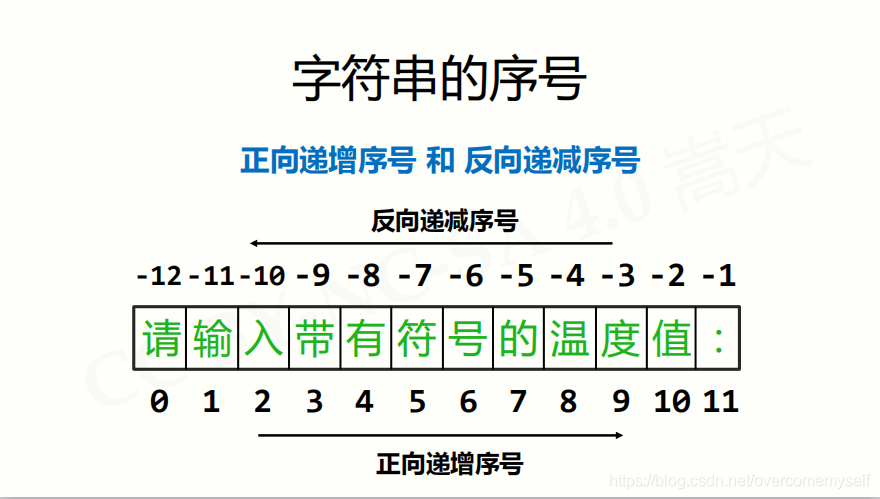 字符串的序号
正向递增序号 和 反向递减序号
反向递减序号
-12 -11 -10 -9 -8 -7 -6 -5 -4 -3 -2 -1
请输入带有符号的温度值:
0 1 2 3 4 5 6 7 8 9 10 11
正向递增序号
CC BY-NC-SA 4.0 嵩天
https://blog.csdn.net/overcomemyself